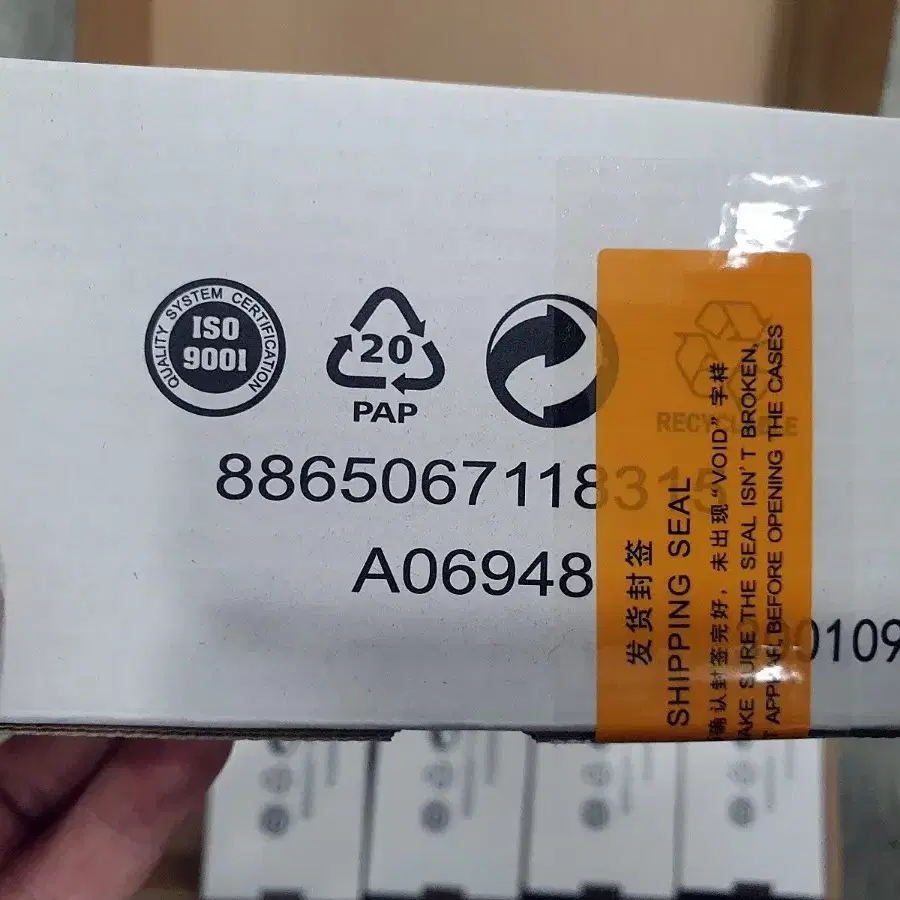 QUALITY SYSTEM CERTIFICATION
ISO
9001
20
PAP
RECYCLABLE
8865067118315
A06948
00109
发货封签
SHIPPING SEAL
确认封签完好，未出现“VOID”字样
AKE SURE THE SEAL ISN'T BROKEN,
APPEAR, BEFORE OPENING THE CASES